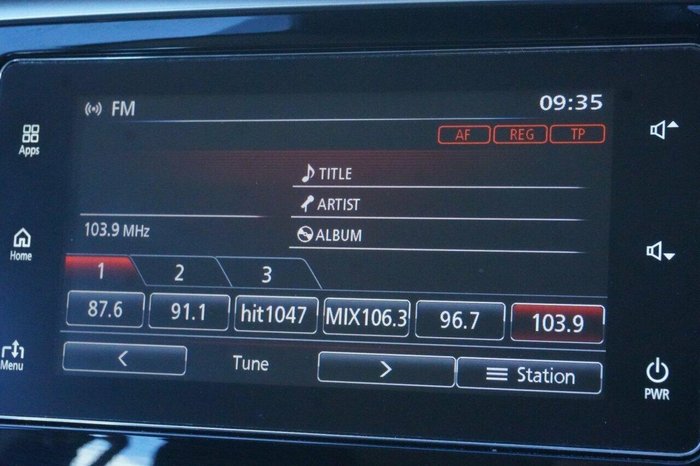 FM 09:35
AF REG TP
Apps
TITLE
ARTIST
103.9 MHz
ALBUM
Home
1 2 3
87.6 91.1 hit1047 MIX106.3 96.7 103.9
< Tune > Station
Menu
PWR